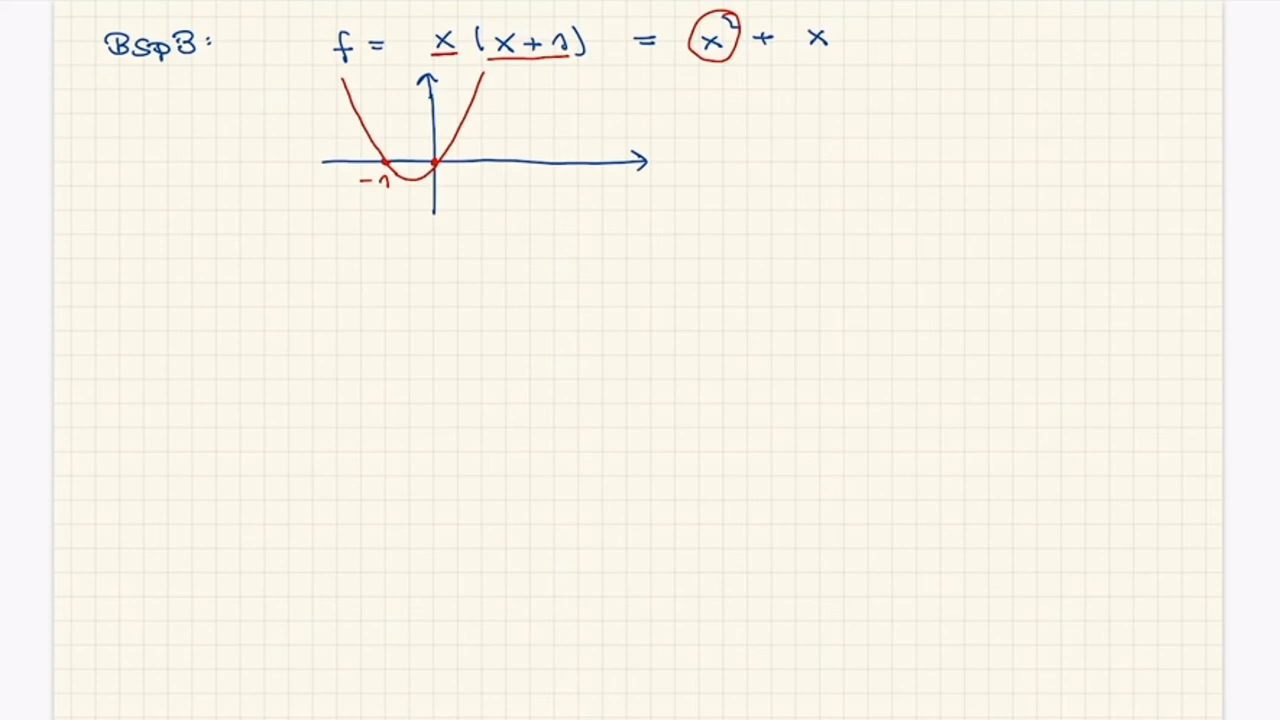 Bsp3: f = x (x+1) = x² + x
-1